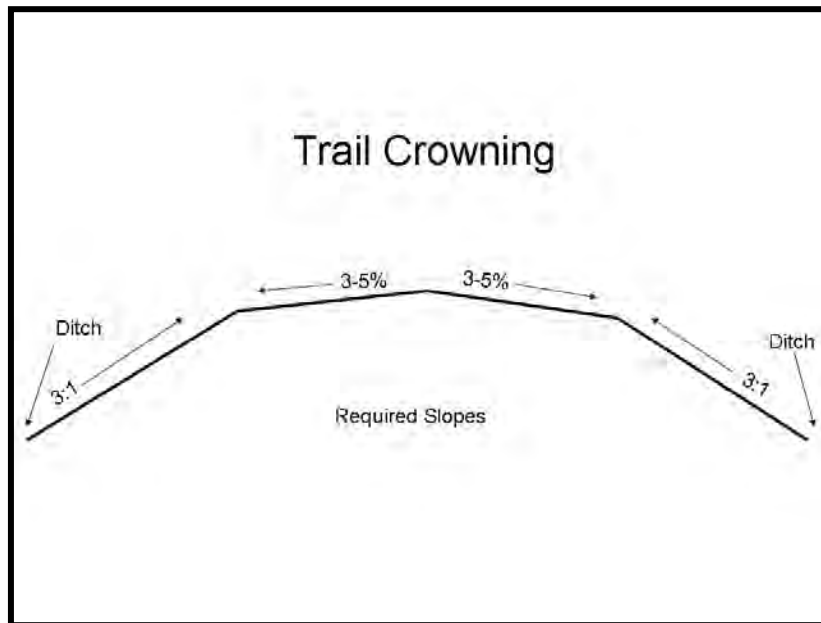 Trail Crowning
3-5%
3-5%
Ditch
Ditch
3:1
3:1
Required Slopes